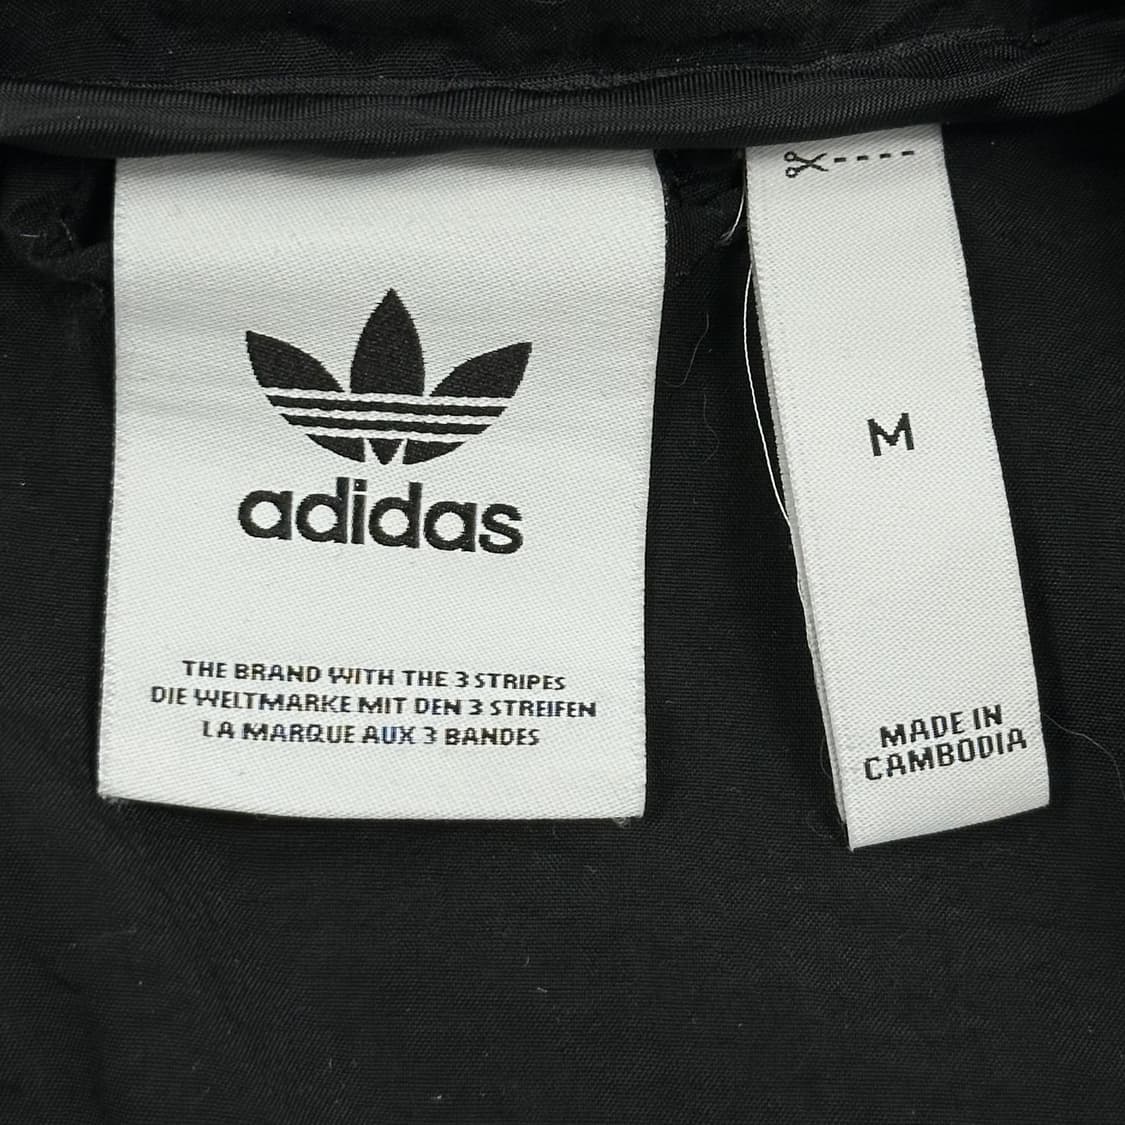 adidas
THE BRAND WITH THE 3 STRIPES
DIE WELTMARKE MIT DEN 3 STREIFEN
LA MARQUE AUX 3 BANDES
M
MADE IN
CAMBODIA